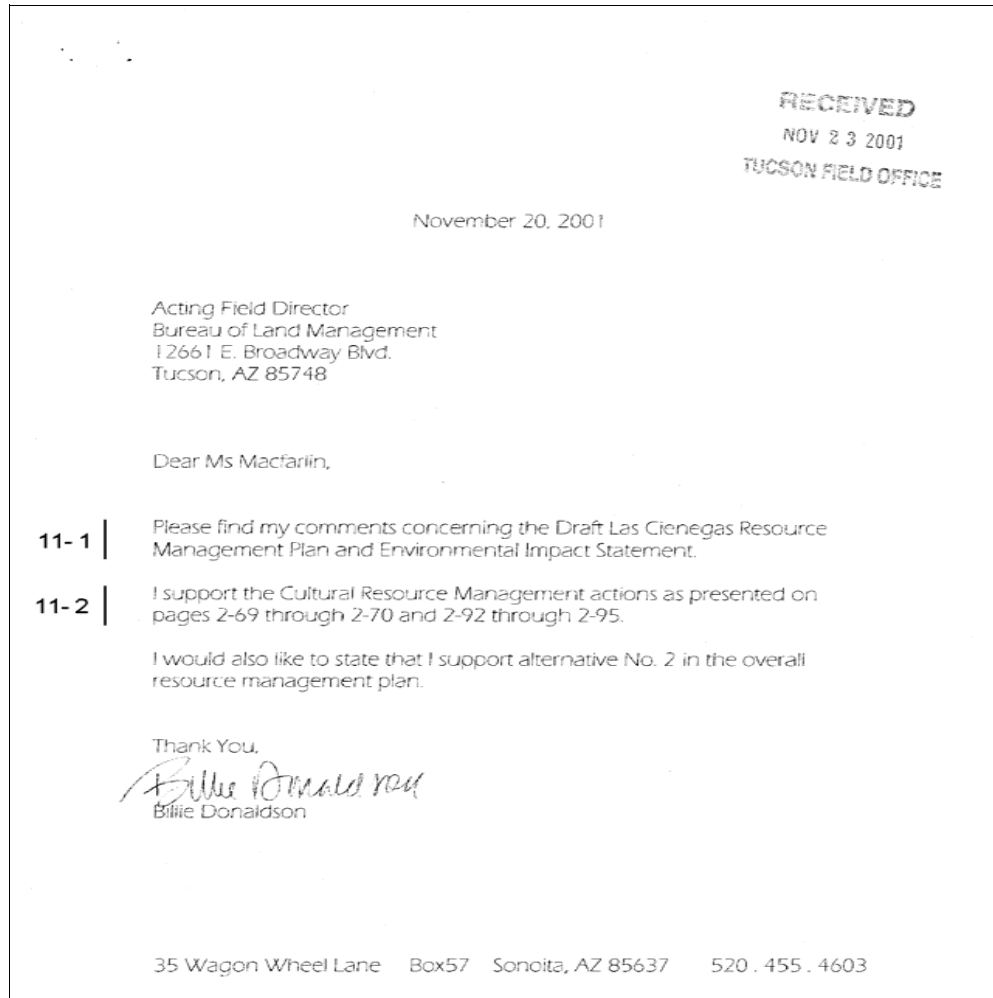 RECEIVED
NOV 23 2001
TUCSON FIELD OFFICE
November 20, 2001
Acting Field Director
Bureau of Land Management
12661 E. Broadway Blvd.
Tucson, AZ 85748
Dear Ms Macfarlin,
11-1 Please find my comments concerning the Draft Las Cienegas Resource
Management Plan and Environmental Impact Statement.
11-2 I support the Cultural Resource Management actions as presented on
pages 2-69 through 2-70 and 2-92 through 2-95.
I would also like to state that I support alternative No. 2 in the overall
resource management plan.
Thank You,
Billie Donaldson
Billie Donaldson
35 Wagon Wheel Lane Box57 Sonoita, AZ 85637 520 . 455 . 4603